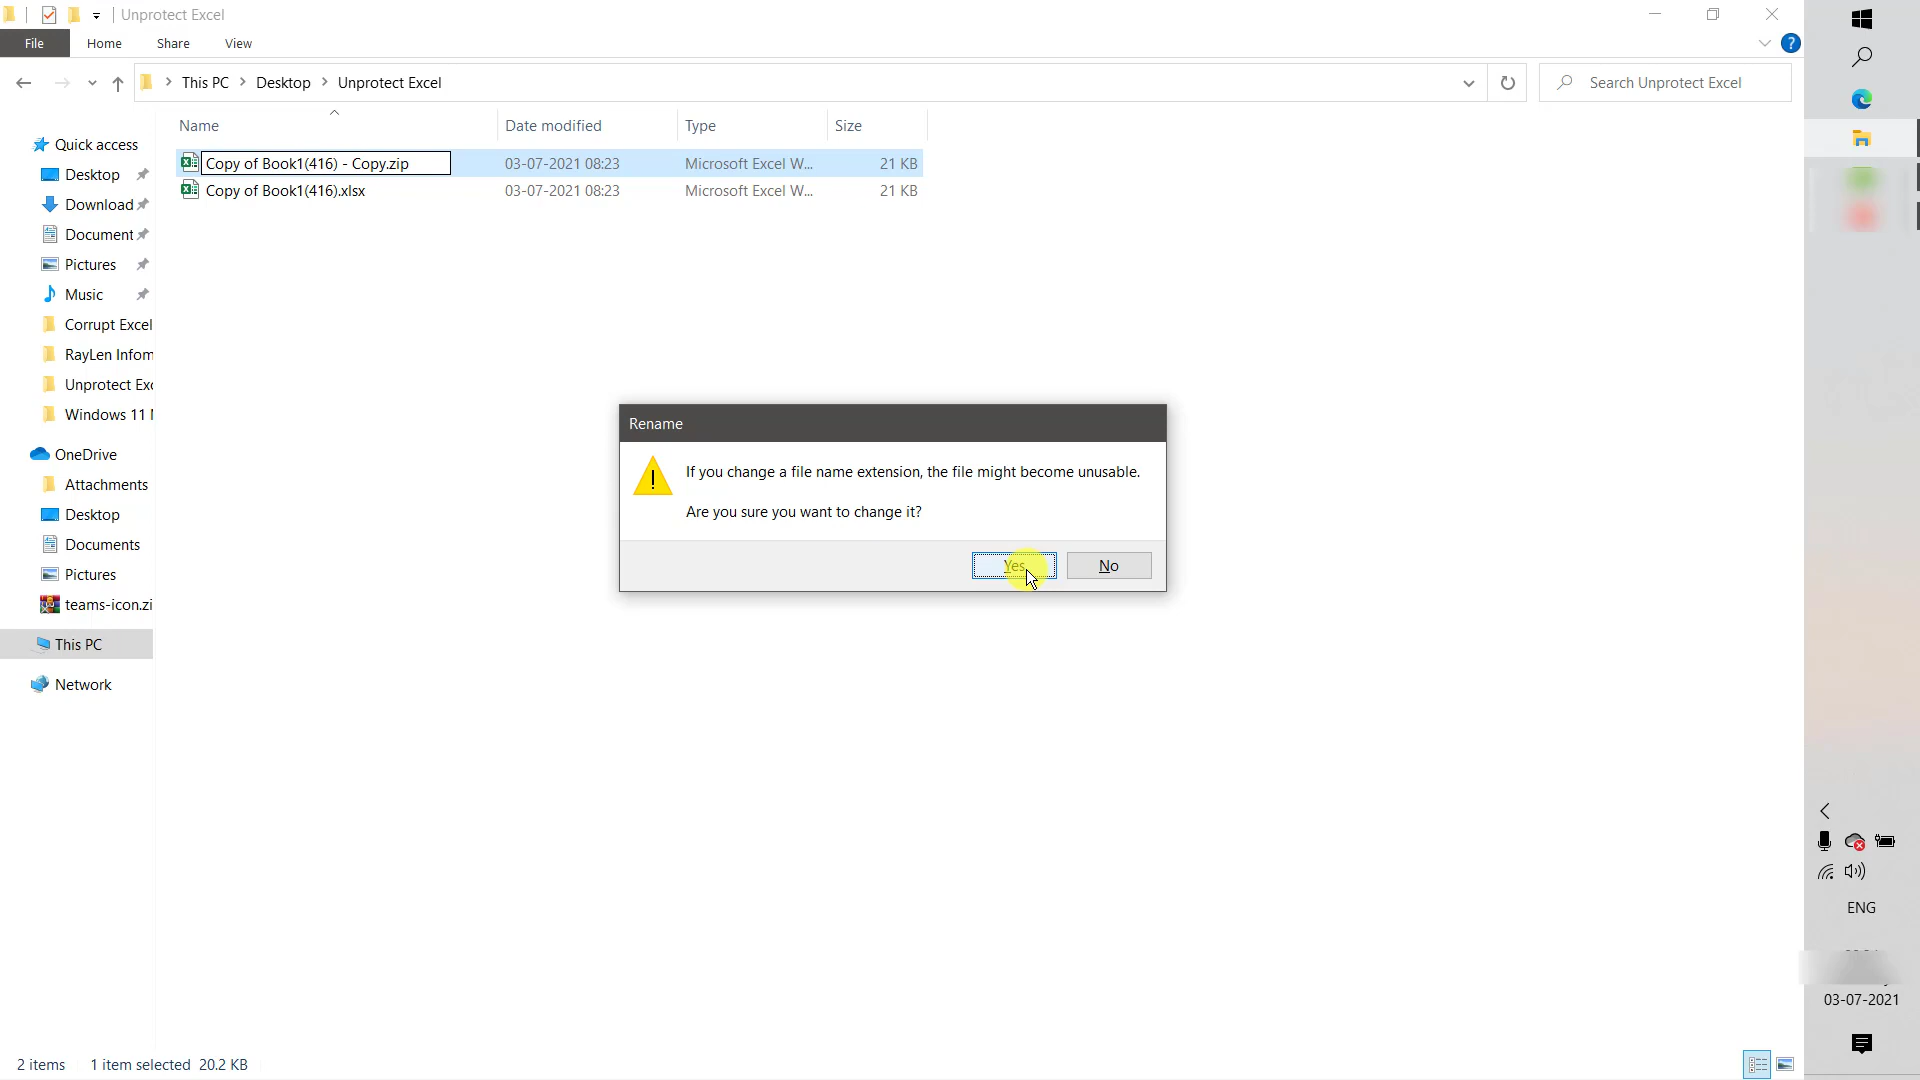 Unprotect Excel
File Home Share View
This PC Desktop Unprotect Excel
Search Unprotect Excel
Name Date modified Type Size
Copy of Book1(416) - Copy.zip 03-07-2021 08:23 Microsoft Excel W... 21 KB
Copy of Book1(416).xlsx 03-07-2021 08:23 Microsoft Excel W... 21 KB
Quick access
Desktop
Download
Document
Pictures
Music
Corrupt Excel
RayLen Infom
Unprotect Exc
Windows 11
OneDrive
Attachments
Desktop
Documents
Pictures
teams-icon.zi
This PC
Network
Rename
If you change a file name extension, the file might become unusable.
Are you sure you want to change it?
Yes No
ENG
03-07-2021
2 items 1 item selected 20.2 KB